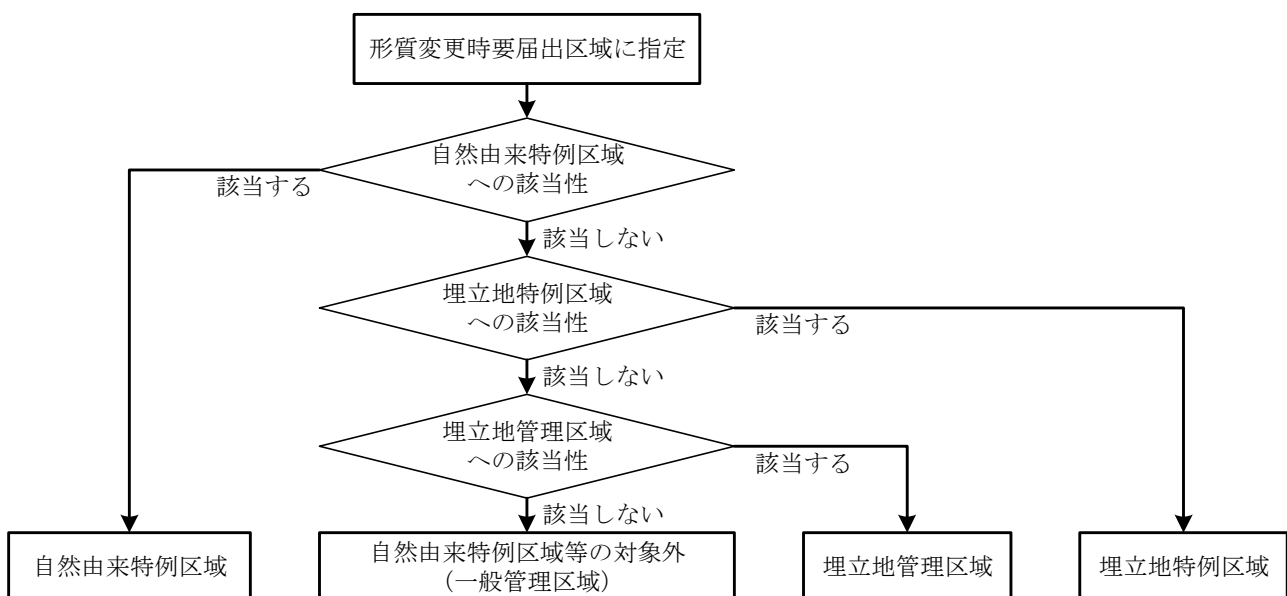 形質変更時要届出区域に指定
自然由来特例区域
への該当性
該当する
該当しない
埋立地特例区域
への該当性
該当する
該当しない
埋立地管理区域
への該当性
該当する
該当しない
自然由来特例区域
自然由来特例区域等の対象外
（一般管理区域）
埋立地管理区域
埋立地特例区域